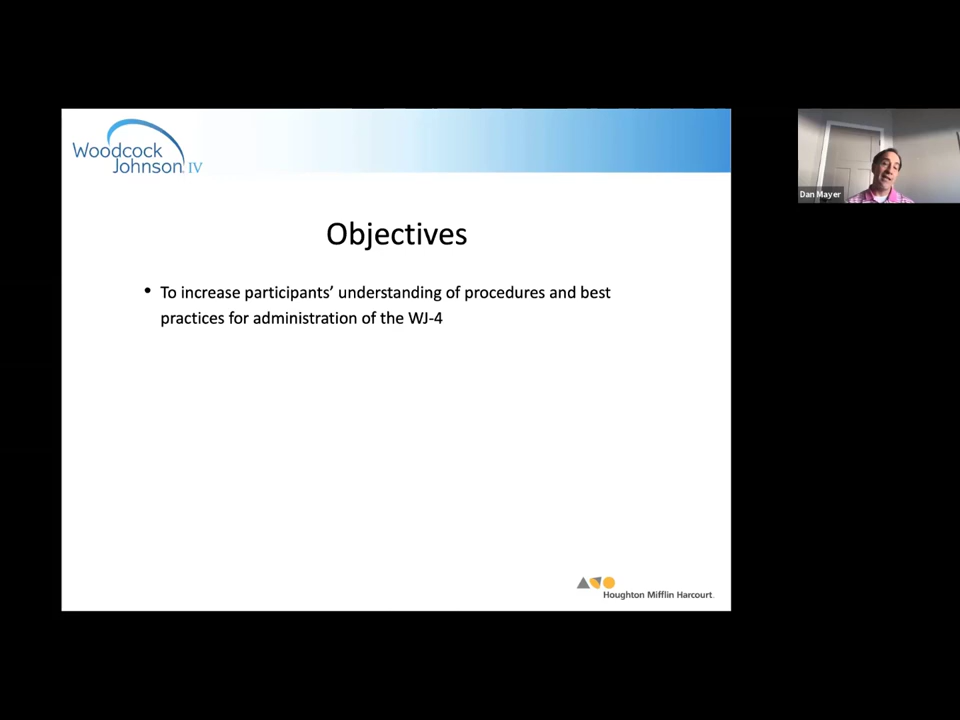 Woodcock
Johnson IV
Objectives
• To increase participants’ understanding of procedures and best
practices for administration of the WJ-4
Houghton Mifflin Harcourt.
Dan Mayer